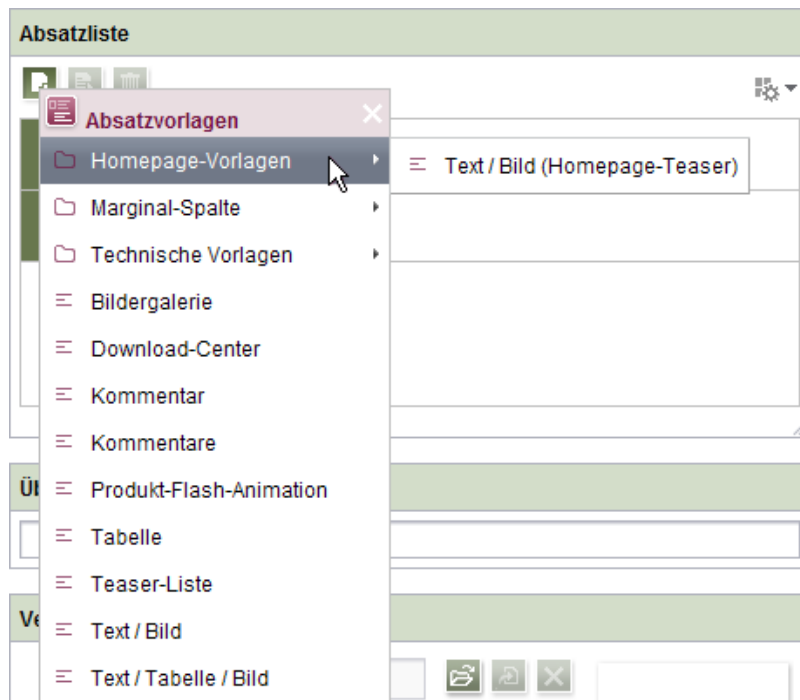 Absatzliste
Absatzvorlagen
Homepage-Vorlagen
Text / Bild (Homepage-Teaser)
Marginal-Spalte
Technische Vorlagen
Bildergalerie
Download-Center
Kommentar
Kommentare
Produkt-Flash-Animation
Tabelle
Teaser-Liste
Text / Bild
Text / Tabelle / Bild